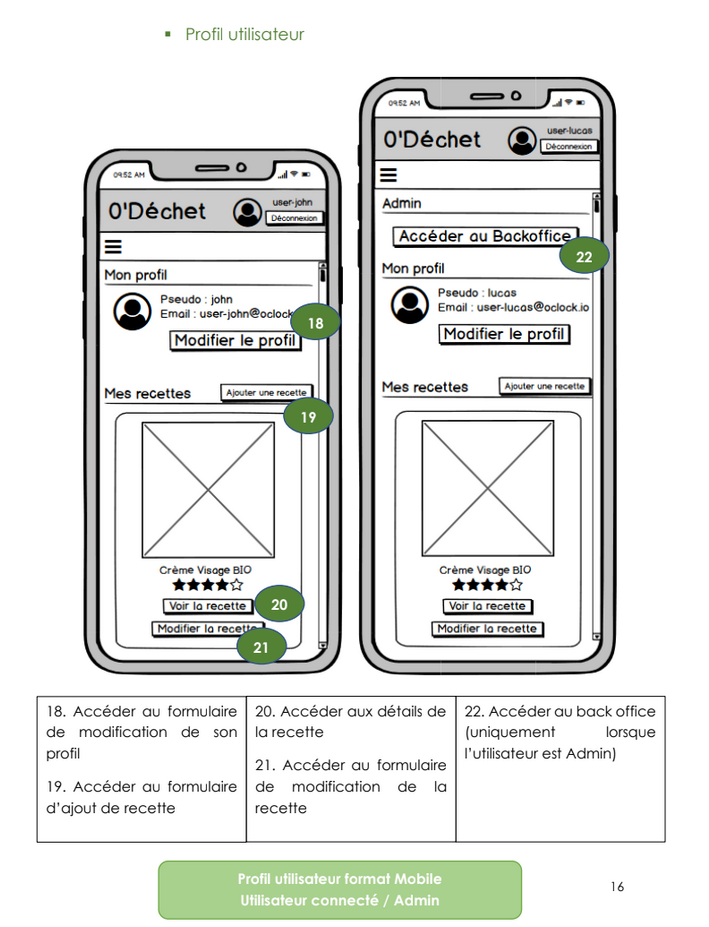 Profil utilisateur
09:52 AM
0'Déchet
user-john
Déconnexion
Mon profil
Pseudo : john
Email : user-john@oclock
18
Modifier le profil
Mes recettes
Ajouter une recette
19
Crème Visage BIO
Voir la recette
20
Modifier la recette
21
09:52 AM
0'Déchet
user-lucas
Déconnexion
Admin
Accéder au Backoffice
22
Mon profil
Pseudo : lucas
Email : user-lucas@oclock.io
Modifier le profil
Mes recettes
Ajouter une recette
Crème Visage BIO
Voir la recette
Modifier la recette
18. Accéder au formulaire
de modification de son
profil
19. Accéder au formulaire
d'ajout de recette
20. Accéder aux détails de
la recette
21. Accéder au formulaire
de modification de la
recette
22. Accéder au back office
(uniquement lorsque
l'utilisateur est Admin)
Profil utilisateur format Mobile
Utilisateur connecté / Admin
16